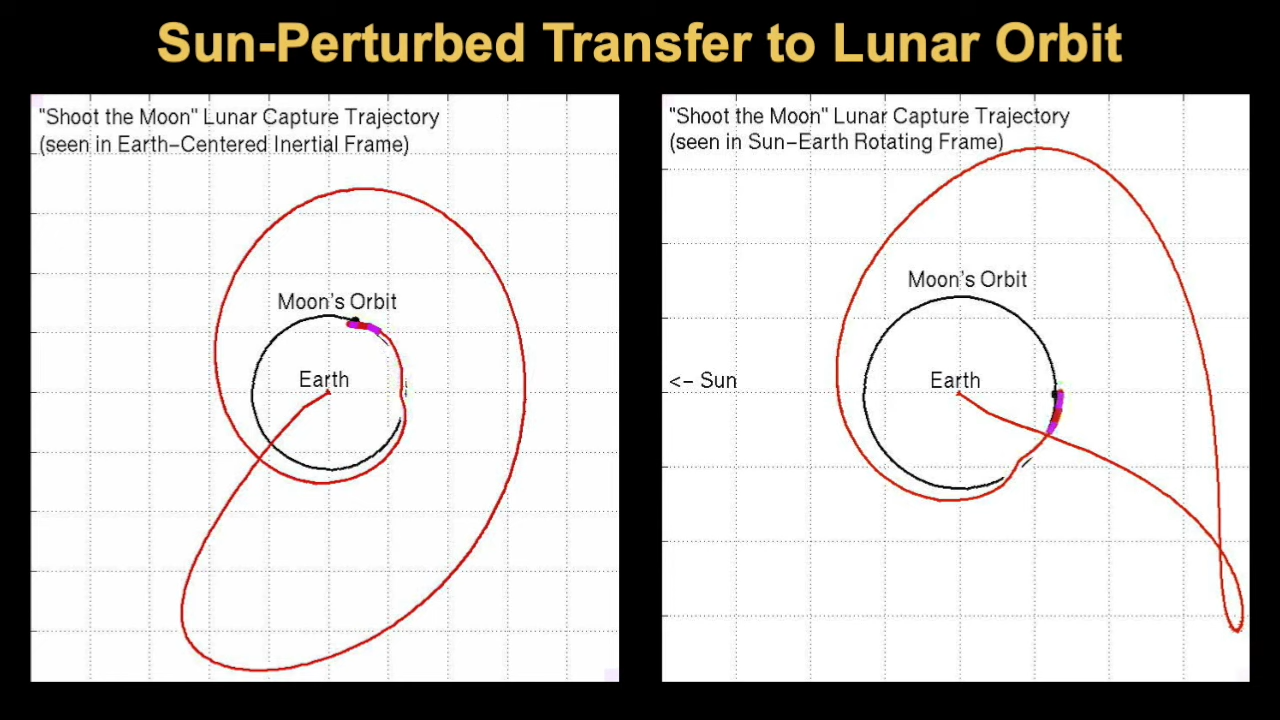 Sun-Perturbed Transfer to Lunar Orbit
"Shoot the Moon" Lunar Capture Trajectory
(seen in Earth-Centered Inertial Frame)
Moon's Orbit
Earth
"Shoot the Moon" Lunar Capture Trajectory
(seen in Sun-Earth Rotating Frame)
Moon's Orbit
<- Sun
Earth